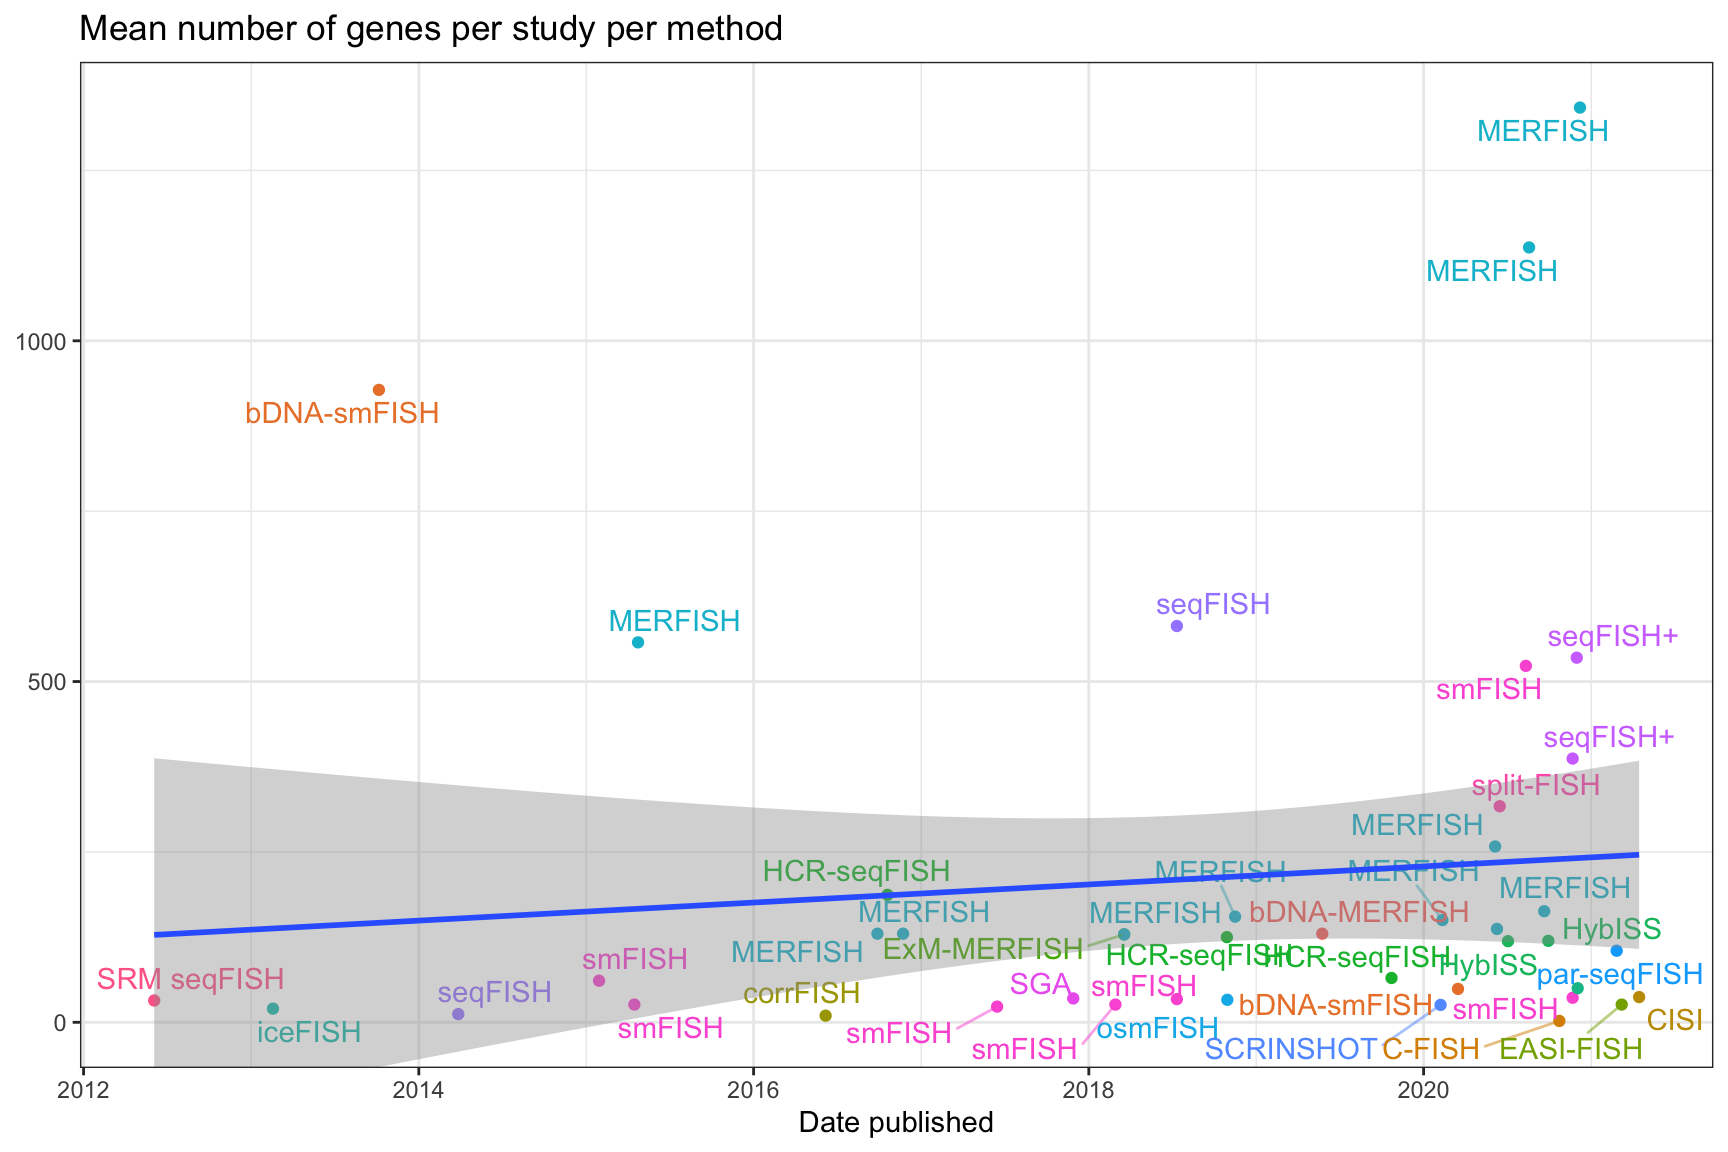 Mean number of genes per study per method
MERFISH
MERFISH
1000
bDNA-smFISH
seqFISH
MERFISH
seqFISH+
500
smFISH
seqFISH+
split-FISH
MERFISH
HCR-seqFISH
MERFISH
MERFISH
MERFISH
MERFISH
MERFISH
bDNA-MERFISH
HybISS
MERFISH
ExM-MERFISH
HCR-seqFISH
HCR-seqFISH
smFISH
HybISS
SRM seqFISH
par-seqFISH
SGA
smFISH
seqFISH
corrFISH
bDNA-smFISH
smFISH
0
iceFISH
smFISH
smFISH
osmFISH
CISI
smFISH
SCRINSHOT
C-FISH
EASI-FISH
2012
2014
2016
2018
2020
Date published